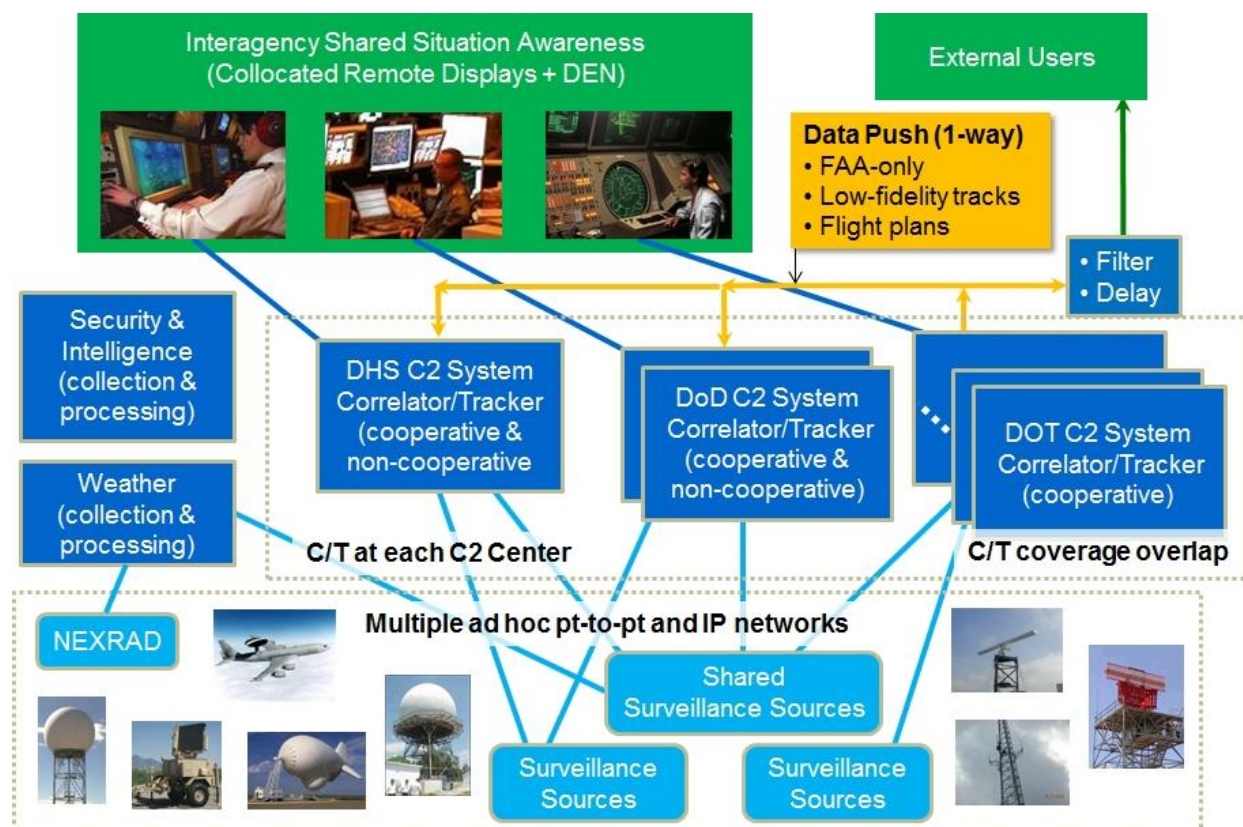 Interagency Shared Situation Awareness
(Collocated Remote Displays + DEN)
External Users
Data Push (1-way)
• FAA-only
• Low-fidelity tracks
• Flight plans
• Filter
• Delay
Security &
Intelligence
(collection &
processing)
DHS C2 System
Correlator/Tracker
(cooperative &
non-cooperative
DoD C2 System
Correlator/Tracker
(cooperative &
non-cooperative)
DOT C2 System
Correlator/Tracker
(cooperative)
Weather
(collection &
processing)
C/T at each C2 Center
C/T coverage overlap
Multiple ad hoc pt-to-pt and IP networks
NEXRAD
Shared
Surveillance Sources
Surveillance
Sources
Surveillance
Sources